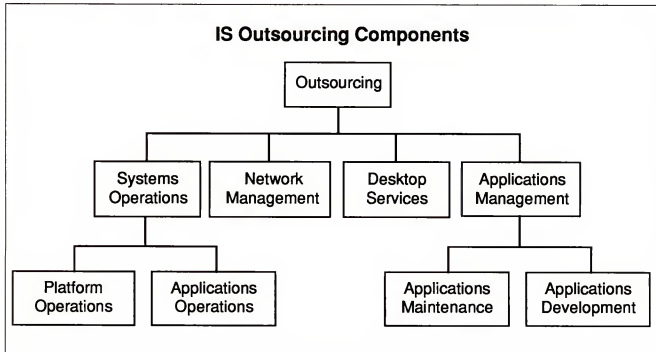 IS Outsourcing Components
Outsourcing
Systems
Operations
Network
Management
Desktop
Services
Applications
Management
Platform
Operations
Applications
Operations
Applications
Maintenance
Applications
Development